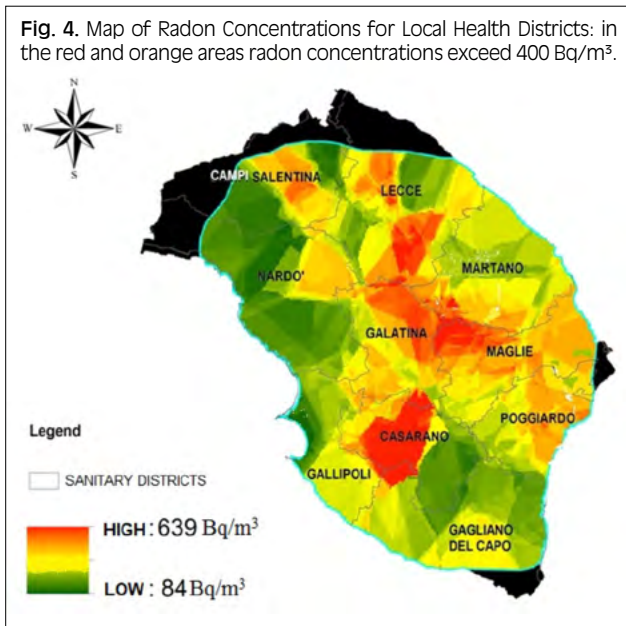 Fig. 4. Map of Radon Concentrations for Local Health Districts: in
the red and orange areas radon concentrations exceed 400 Bq/m³.
N
W E
S
CAMPI SALENTINA
LECCE
NARDO'
MARTANO
GALATINA
MAGLIE
POGGIARDO
CASARANO
GALLIPOLI
GAGLIANO
DEL CAPO
Legend
SANITARY DISTRICTS
HIGH : 639 Bq/m³
LOW : 84 Bq/m³